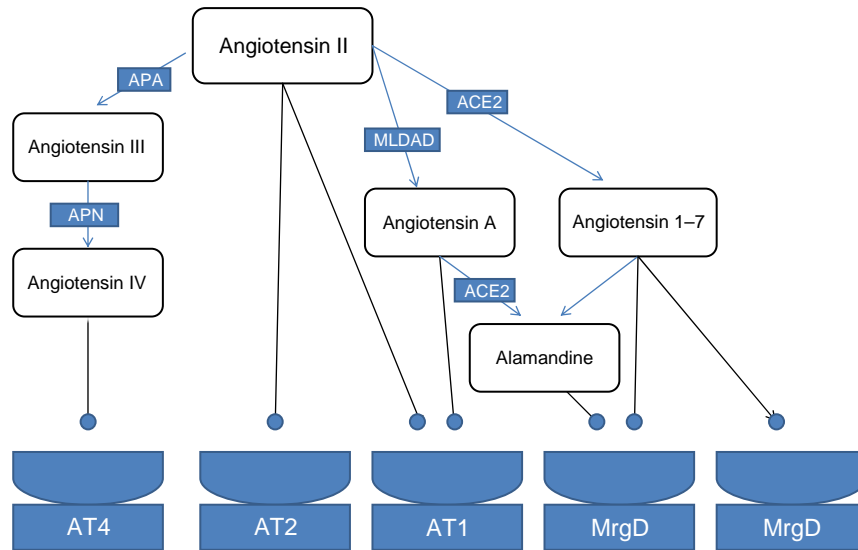 Angiotensin II
APA
ACE2
MLDAD
Angiotensin III
APN
Angiotensin A
Angiotensin 1–7
Angiotensin IV
ACE2
Alamandine
AT4
AT2
AT1
MrgD
MrgD